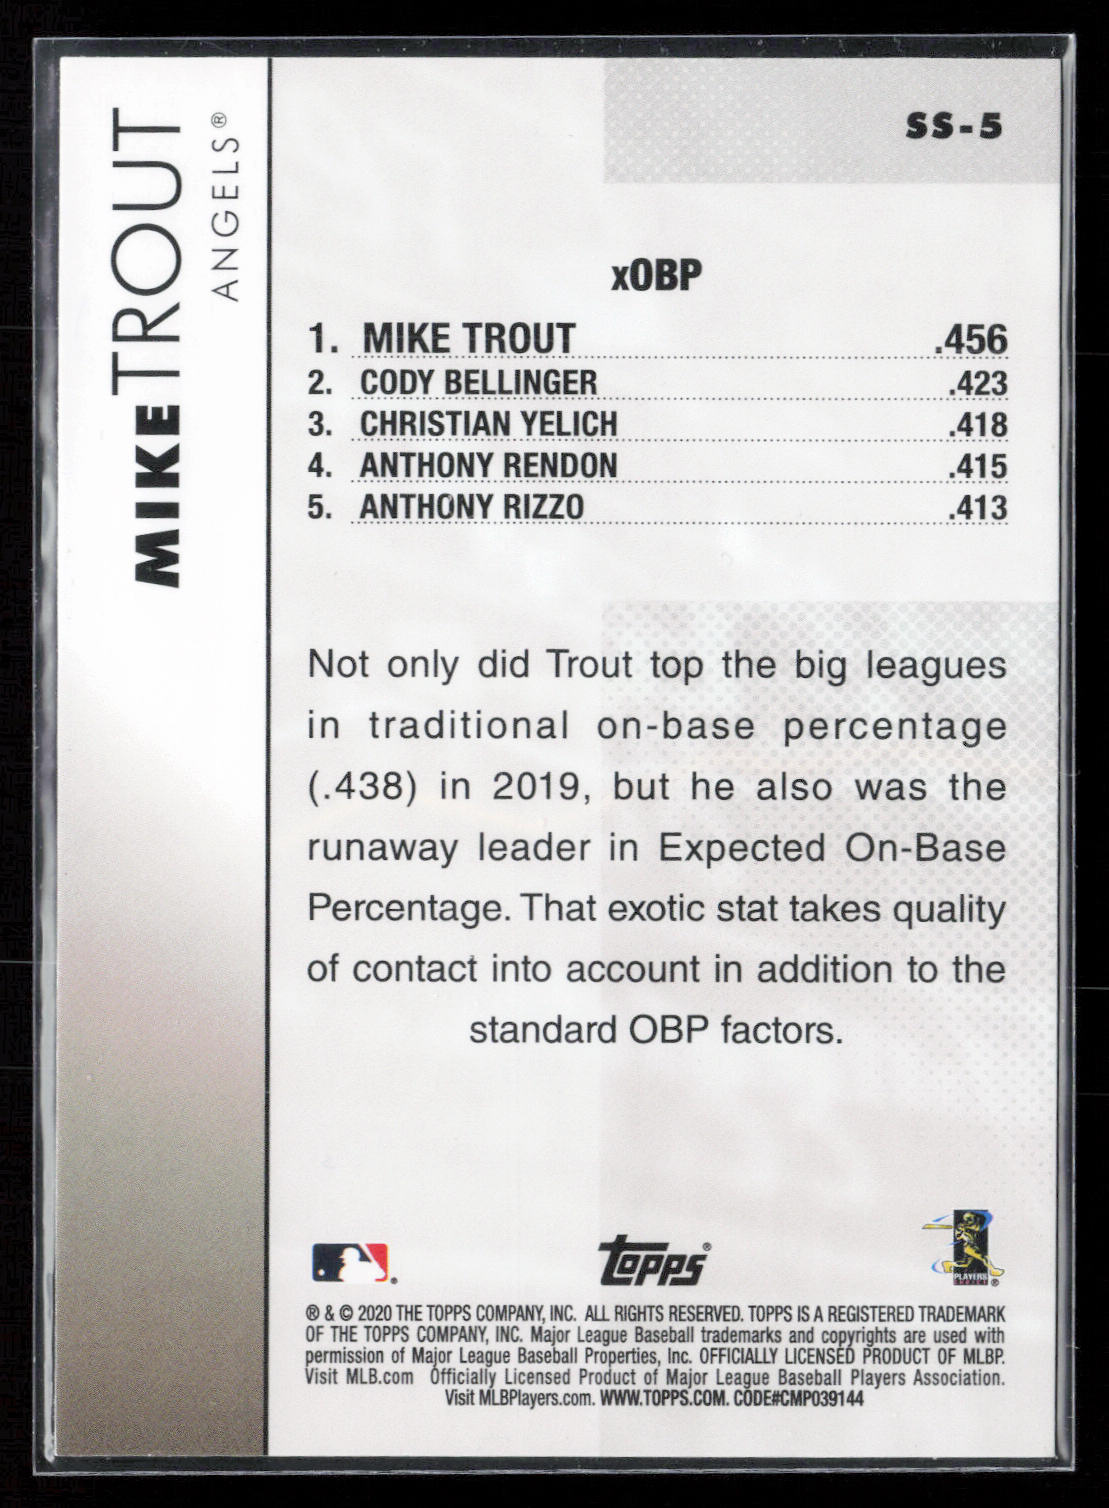 MIKE TROUT
ANGELS®
SS-5
xOBP
1. MIKE TROUT .456
2. CODY BELLINGER .423
3. CHRISTIAN YELICH .418
4. ANTHONY RENDON .415
5. ANTHONY RIZZO .413
Not only did Trout top the big leagues
in traditional on-base percentage
(.438) in 2019, but he also was the
runaway leader in Expected On-Base
Percentage. That exotic stat takes quality
of contact into account in addition to the
standard OBP factors.
topps®
PLAYERS
CHOICE ®
® & © 2020 THE TOPPS COMPANY, INC. ALL RIGHTS RESERVED. TOPPS IS A REGISTERED TRADEMARK
OF THE TOPPS COMPANY, INC. Major League Baseball trademarks and copyrights are used with
permission of Major League Baseball Properties, Inc. OFFICIALLY LICENSED PRODUCT OF MLBP.
Visit MLB.com Officially Licensed Product of Major League Baseball Players Association.
Visit MLBPlayers.com. WWW.TOPPS.COM. CODE#CMP039144